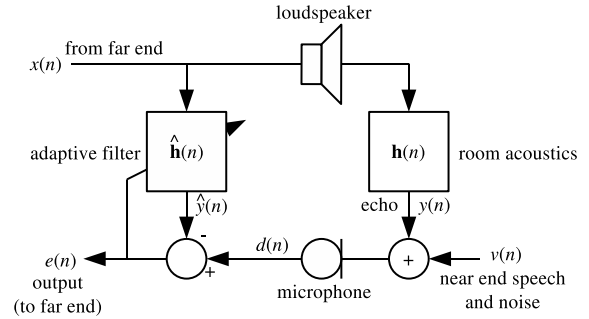 loudspeaker
from far end
x(n)
adaptive filter
ĥ(n)
h(n)
room acoustics
ŷ(n)
echo
y(n)
-
+
d(n)
+
v(n)
e(n)
output
(to far end)
microphone
near end speech
and noise